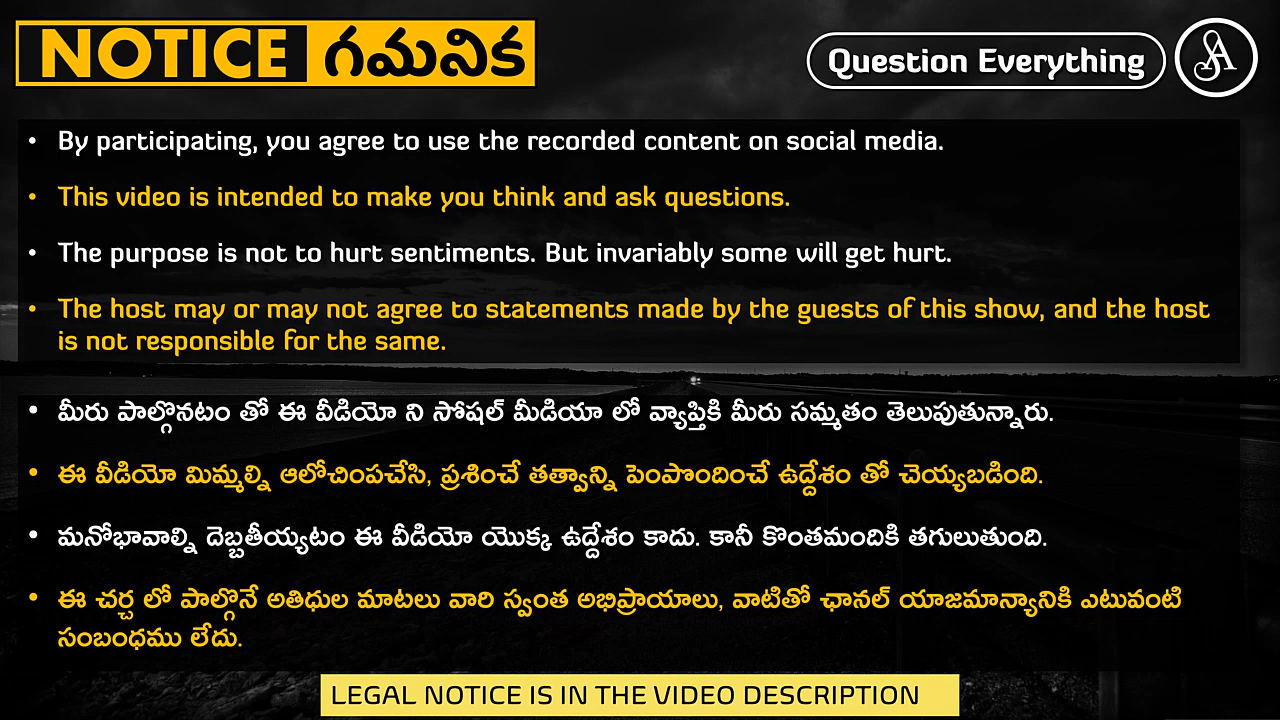 NOTICE గమనిక
Question Everything
• By participating, you agree to use the recorded content on social media.
• This video is intended to make you think and ask questions.
• The purpose is not to hurt sentiments. But invariably some will get hurt.
• The host may or may not agree to statements made by the guests of this show, and the host
is not responsible for the same.
• మీరు పాల్గొనటం తో ఈ వీడియో ని సోషల్ మీడియా లో వ్యాప్తికి మీరు సమ్మతం తెలుపుతున్నారు.
• ఈ వీడియో మిమ్మల్ని ఆలోచింపచేసి, ప్రశించే తత్వాన్ని పెంపొందించే ఉద్దేశం తో చెయ్యబడింది.
• మనోభావాల్ని దెబ్బతీయ్యటం ఈ వీడియో యొక్క ఉద్దేశం కాదు. కానీ కొంతమందికి తగులుతుంది.
• ఈ చర్చ లో పాల్గొనే అతిధుల మాటలు వారి స్వంత అభిప్రాయాలు, వాటితో ఛానల్ యాజమాన్యానికి ఎటువంటి
సంబంధము లేదు.
LEGAL NOTICE IS IN THE VIDEO DESCRIPTION